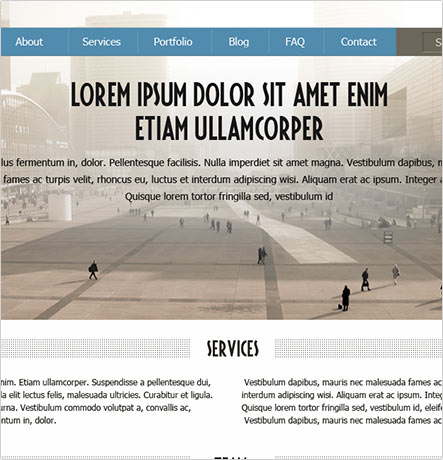 About Services Portfolio Blog FAQ Contact
LOREM IPSUM DOLOR SIT AMET ENIM
ETIAM ULLAMCORPER
lus fermentum in, dolor. Pellentesque facilisis. Nulla imperdiet sit amet magna. Vestibulum dapibus,
fames ac turpis velit, rhoncus eu, luctus et interdum adipiscing wisi. Aliquam erat ac ipsum. Integer
Quisque lorem tortor fringilla sed, vestibulum id
SERVICES
nim. Etiam ullamcorper. Suspendisse a pellentesque dui,
la elit lectus felis, malesuada ultricies. Curabitur et ligula.
urna. Vestibulum commodo volutpat a, convallis ac,
ntum in, dolor.
Vestibulum dapibus, mauris nec malesuada fames ac
interdum adipiscing wisi. Aliquam erat ac ipsum. Integ
Quisque lorem tortor fringilla sed, vestibulum id, eleif
Vestibulum dapibus, mauris nec malesuada fames ac